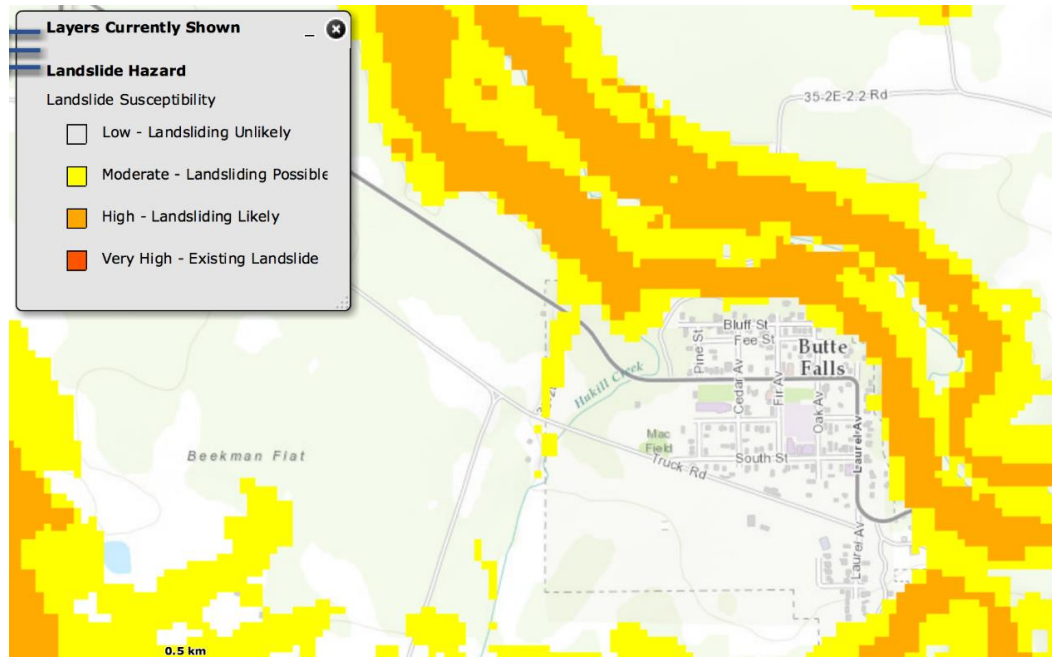 Layers Currently Shown
Landslide Hazard
Landslide Susceptibility
Low - Landsliding Unlikely
Moderate - Landsliding Possible
High - Landsliding Likely
Very High - Existing Landslide
35-2E-2.2 Rd
Bluff St
Fee St
Pine St
Butte
Falls
Hukill Creek
Cedar Av
Fir Av
Oak Av
Laurel Av
Mac
Field
South St
Truck Rd
Beekman Flat
Laurel Av
0.5 km